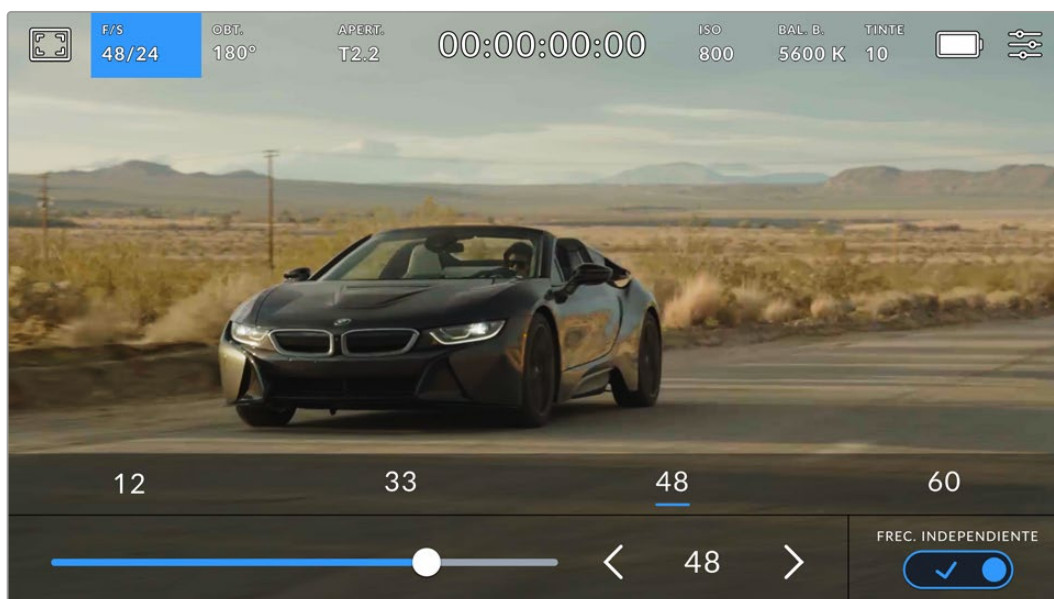 F/S OBT. APERT. 00:00:00:00 ISO BAL. B. TINTE
48/24 180° T2.2 800 5600 K 10
12 33 48 60
FREC. INDEPENDIENTE
48